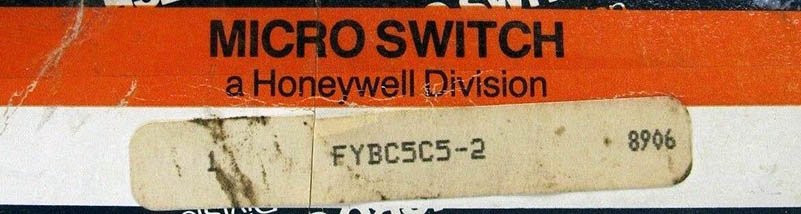 MICRO SWITCH
a Honeywell Division
1 FYBC5C5-2 8906